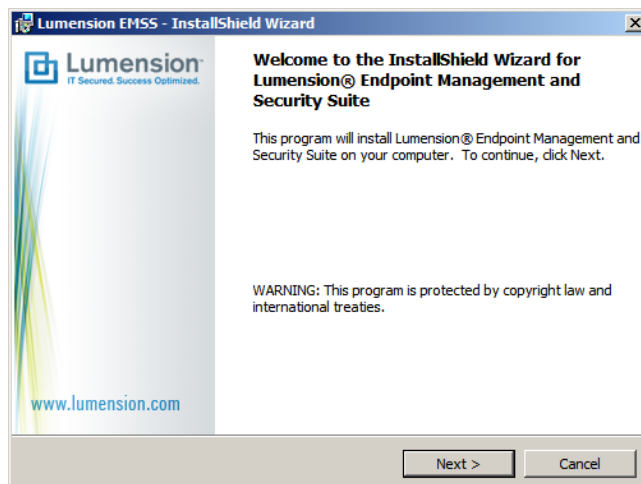 Lumension EMSS - InstallShield Wizard
Lumension™
IT Secured. Success Optimized.
Welcome to the InstallShield Wizard for
Lumension® Endpoint Management and
Security Suite
This program will install Lumension® Endpoint Management and
Security Suite on your computer.  To continue, click Next.
WARNING: This program is protected by copyright law and
international treaties.
www.lumension.com
Next >
Cancel